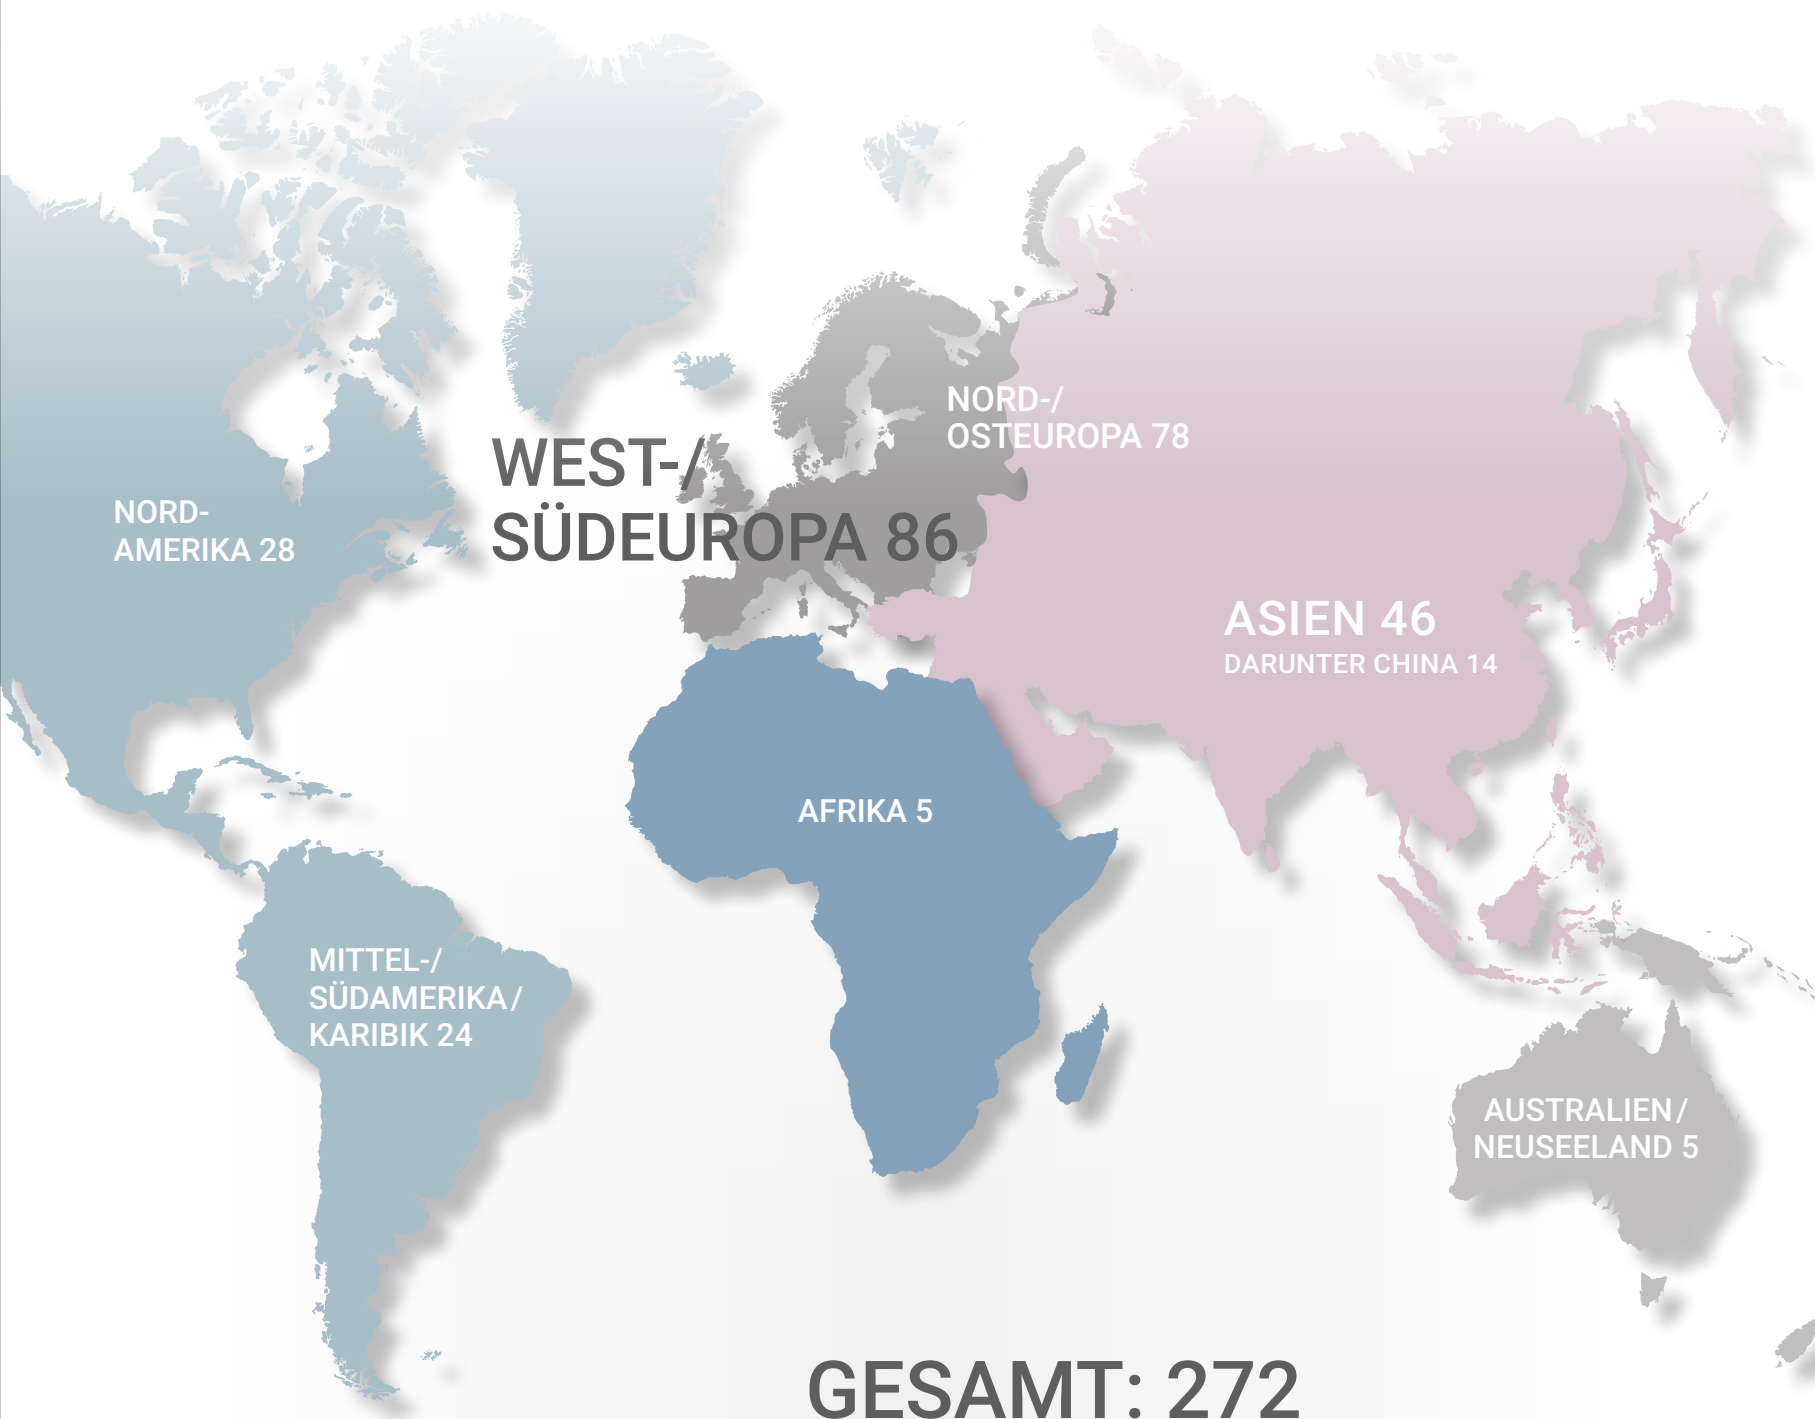 NORD-/
OSTEUROPA 78
WEST-/
SÜDEUROPA 86
NORD-
AMERIKA 28
ASIEN 46
DARUNTER CHINA 14
AFRIKA 5
MITTEL-/
SÜDAMERIKA/
KARIBIK 24
AUSTRALIEN/
NEUSEELAND 5
GESAMT: 272